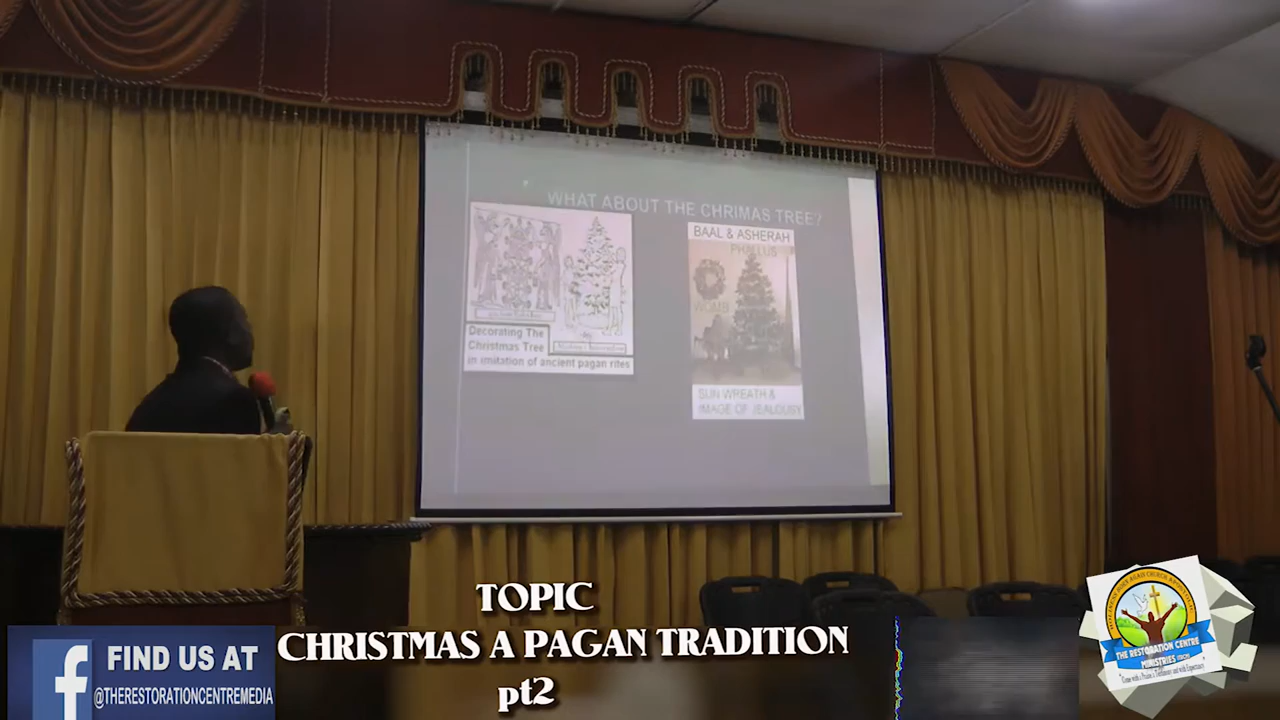 WHAT ABOUT THE CHRIMAS TREE?
Decorating The
Christmas Tree
in imitation of ancient pagan rites
BAAL & ASHERAH
PHALLUS
WOMB
SUN WREATH &
IMAGE OF JEALOUSY
TOPIC
CHRISTMAS A PAGAN TRADITION
pt2
FIND US AT
@THERESTORATIONCENTREMEDIA
THE RESTORATION CENTRE
MINISTRIES